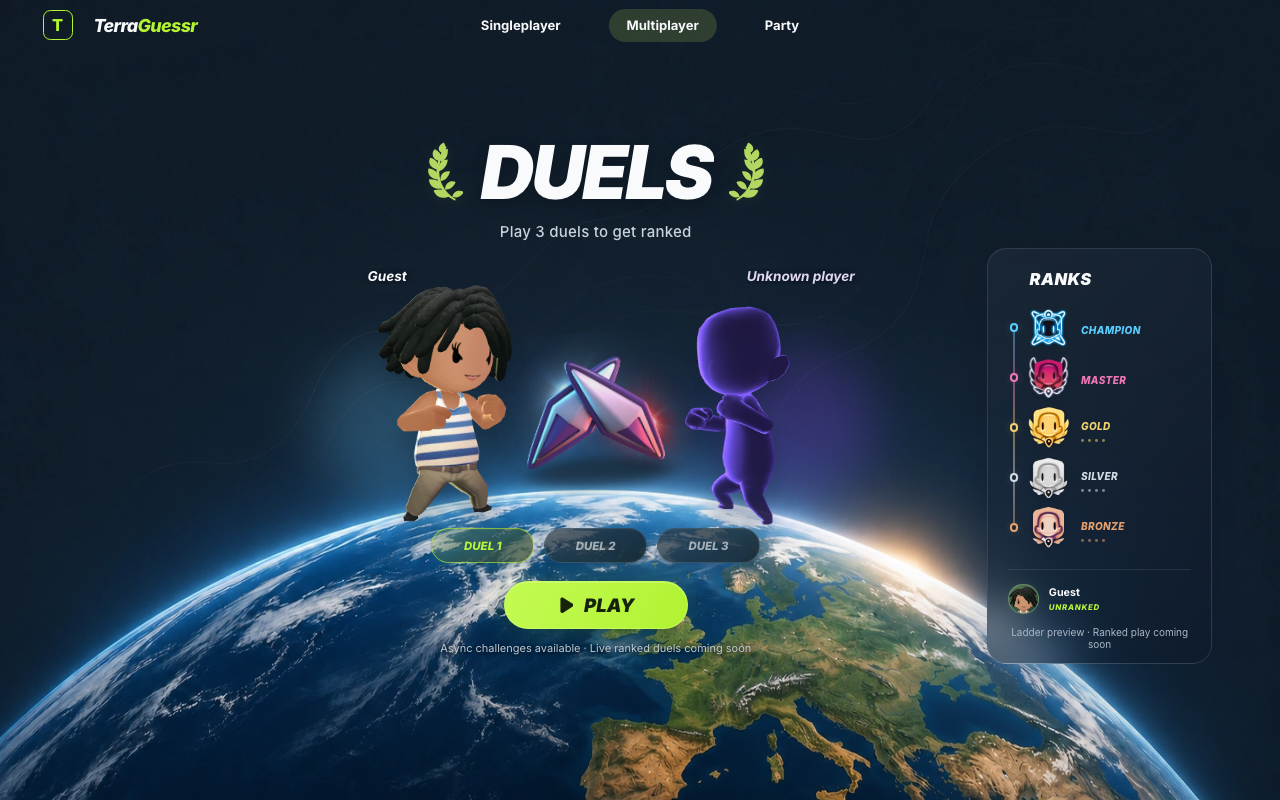 T TerraGuessr Singleplayer Multiplayer Party
DUELS
Play 3 duels to get ranked
Guest
Unknown player
DUEL 1 DUEL 2 DUEL 3
PLAY
Async challenges available · Live ranked duels coming soon
RANKS
CHAMPION
MASTER
GOLD
SILVER
BRONZE
Guest
UNRANKED
Ladder preview · Ranked play coming
soon